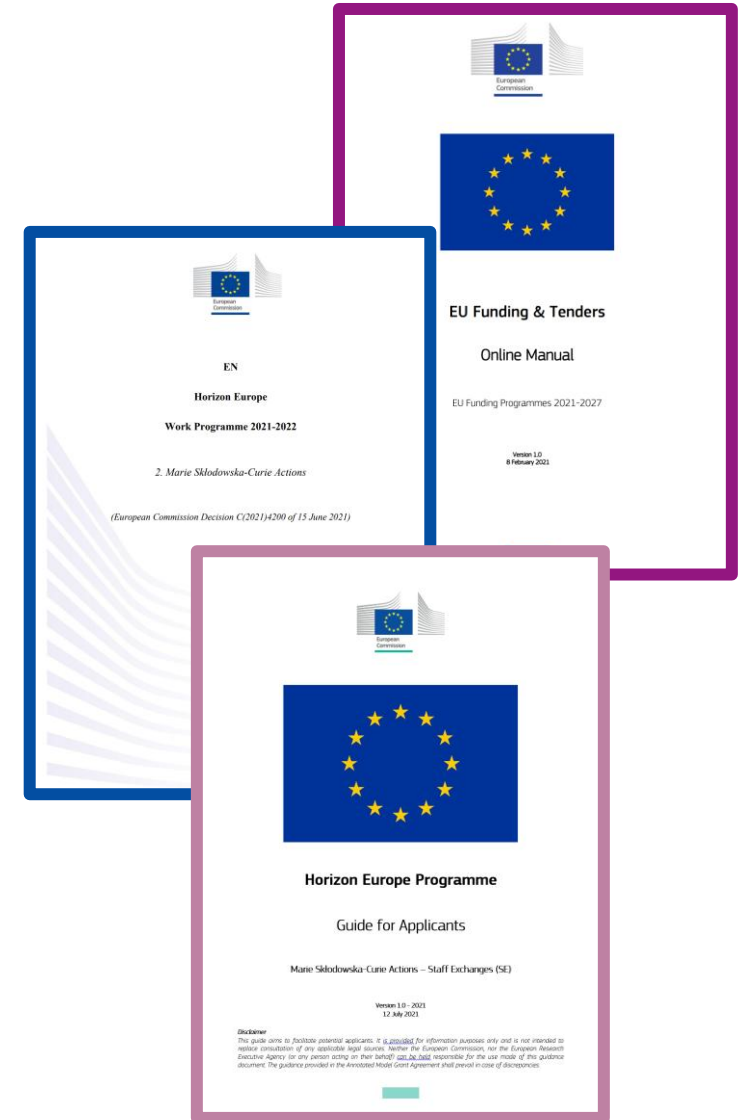 European
Commission
EU Funding & Tenders
Online Manual
EU Funding Programmes 2021-2027
Version 1.0
8 February 2021
European
Commission
EN
Horizon Europe
Work Programme 2021-2022
2. Marie Skłodowska-Curie Actions
(European Commission Decision C(2021)4200 of 15 June 2021)
European
Commission
Horizon Europe Programme
Guide for Applicants
Marie Skłodowska-Curie Actions – Staff Exchanges (SE)
Version 1.0 - 2021
12 July 2021
Disclaimer
This guide aims to facilitate potential applicants. It is provided for information purposes only and is not intended to
replace consultation of any applicable legal sources. Neither the European Commission, nor the European Research
Executive Agency (or any person acting on their behalf) can be held responsible for the use made of this guidance
document. The guidance provided in the Annotated Model Grant Agreement shall prevail in case of discrepancies.